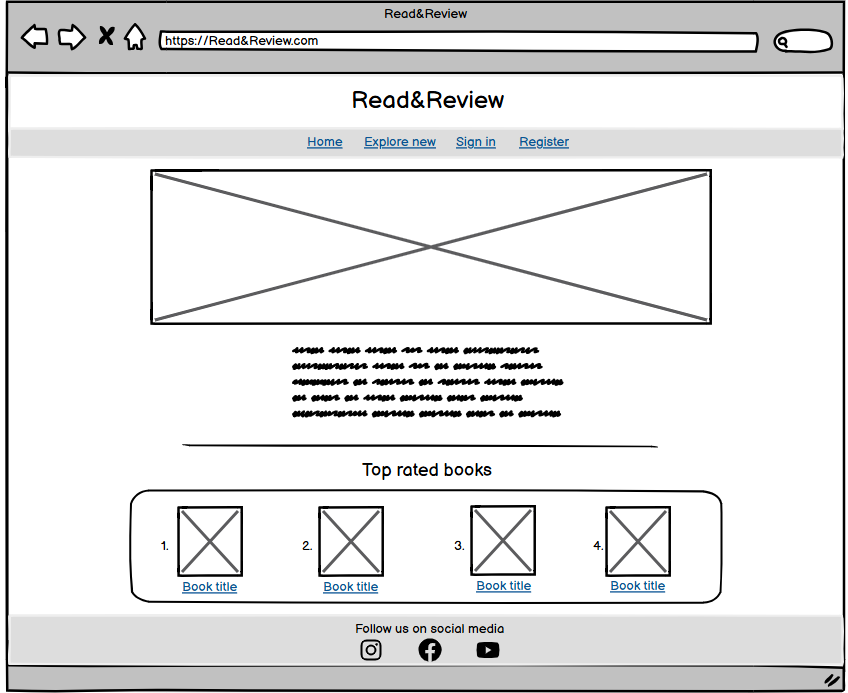 Read&Review
https://Read&Review.com
Read&Review
Home Explore new Sign in Register
Top rated books
1. 2. 3. 4.
Book title Book title Book title Book title
Follow us on social media